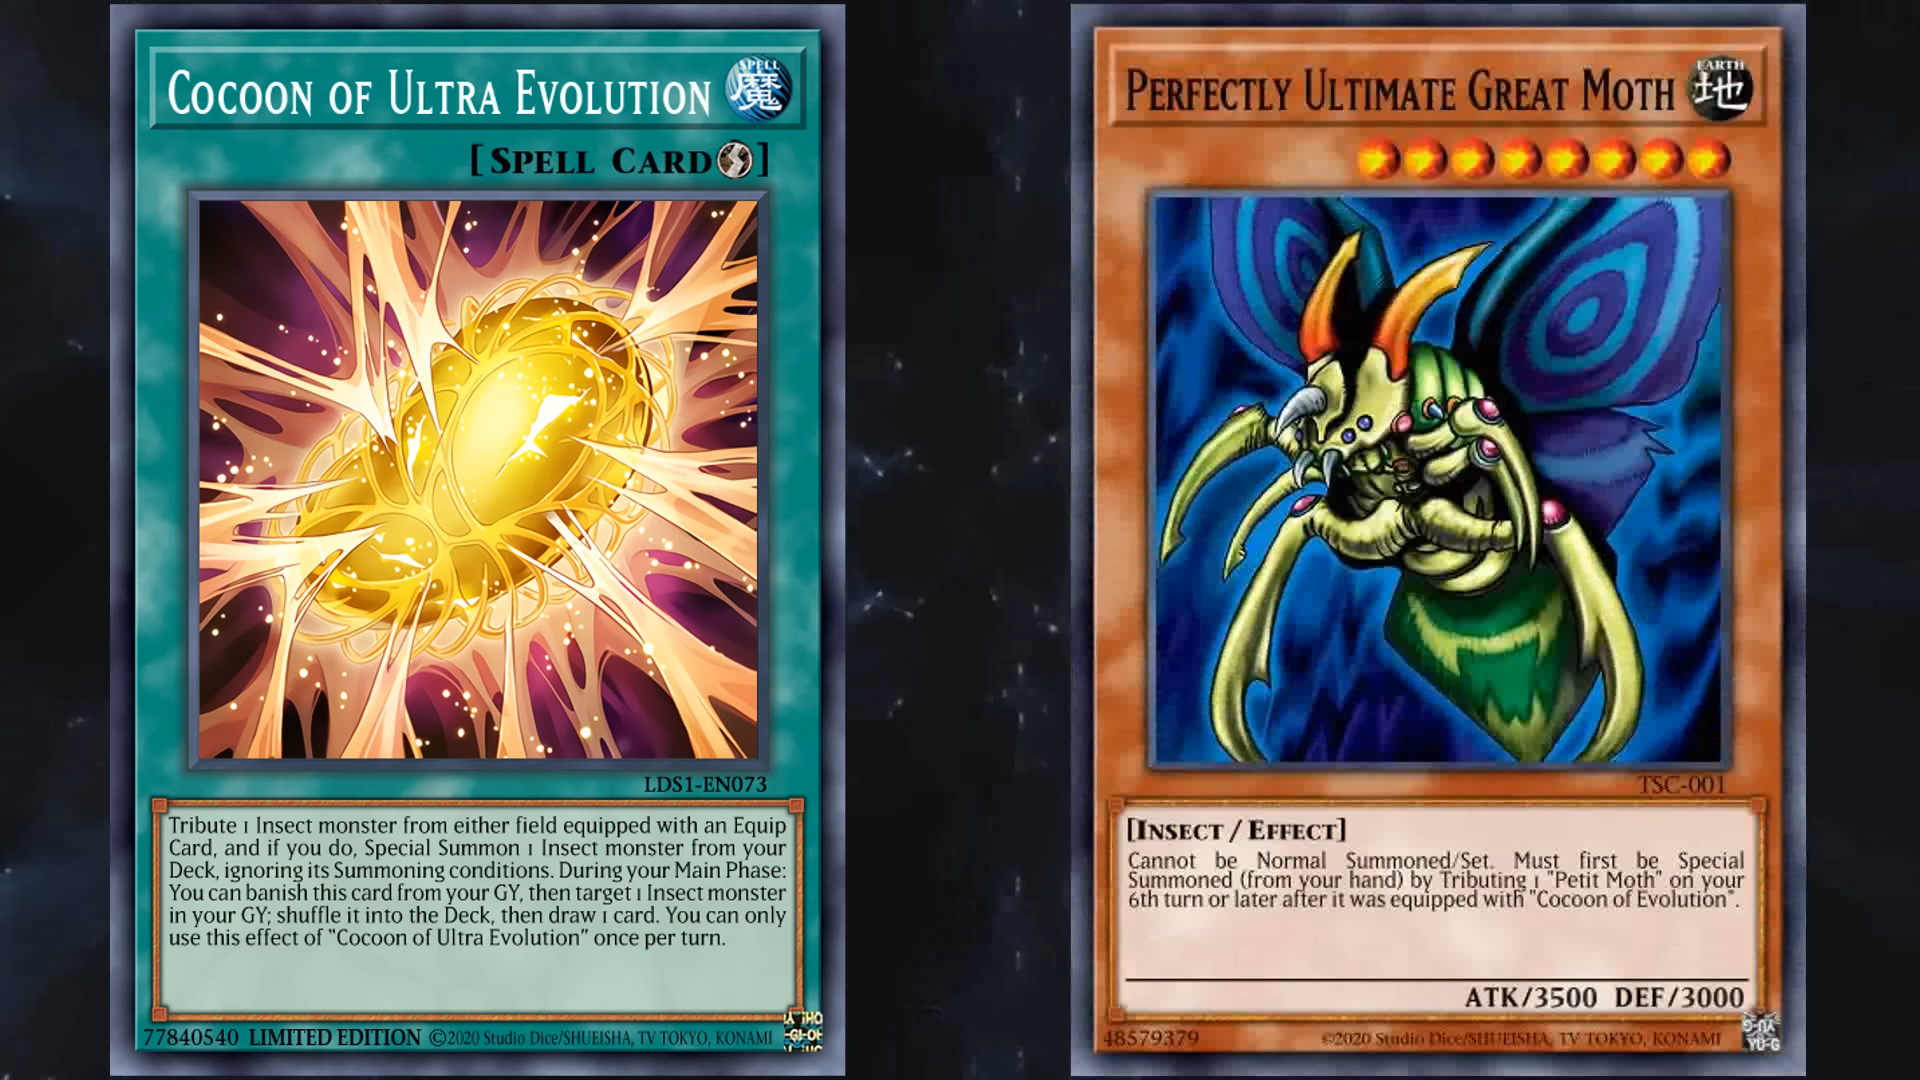 COCOON OF ULTRA EVOLUTION
SPELL
魔
[SPELL CARD]
LDS1-EN073
Tribute 1 Insect monster from either field equipped with an Equip
Card, and if you do, Special Summon 1 Insect monster from your
Deck, ignoring its Summoning conditions. During your Main Phase:
You can banish this card from your GY, then target 1 Insect monster
in your GY; shuffle it into the Deck, then draw 1 card. You can only
use this effect of "Cocoon of Ultra Evolution" once per turn.
77840540 LIMITED EDITION ©2020 Studio Dice/SHUEISHA, TV TOKYO, KONAMI
PERFECTLY ULTIMATE GREAT MOTH
EARTH
地
TSC-001
[INSECT / EFFECT]
Cannot be Normal Summoned/Set. Must first be Special
Summoned (from your hand) by Tributing 1 "Petit Moth" on your
6th turn or later after it was equipped with "Cocoon of Evolution".
ATK/3500 DEF/3000
48579379 ©2020 Studio Dice/SHUEISHA, TV TOKYO, KONAMI